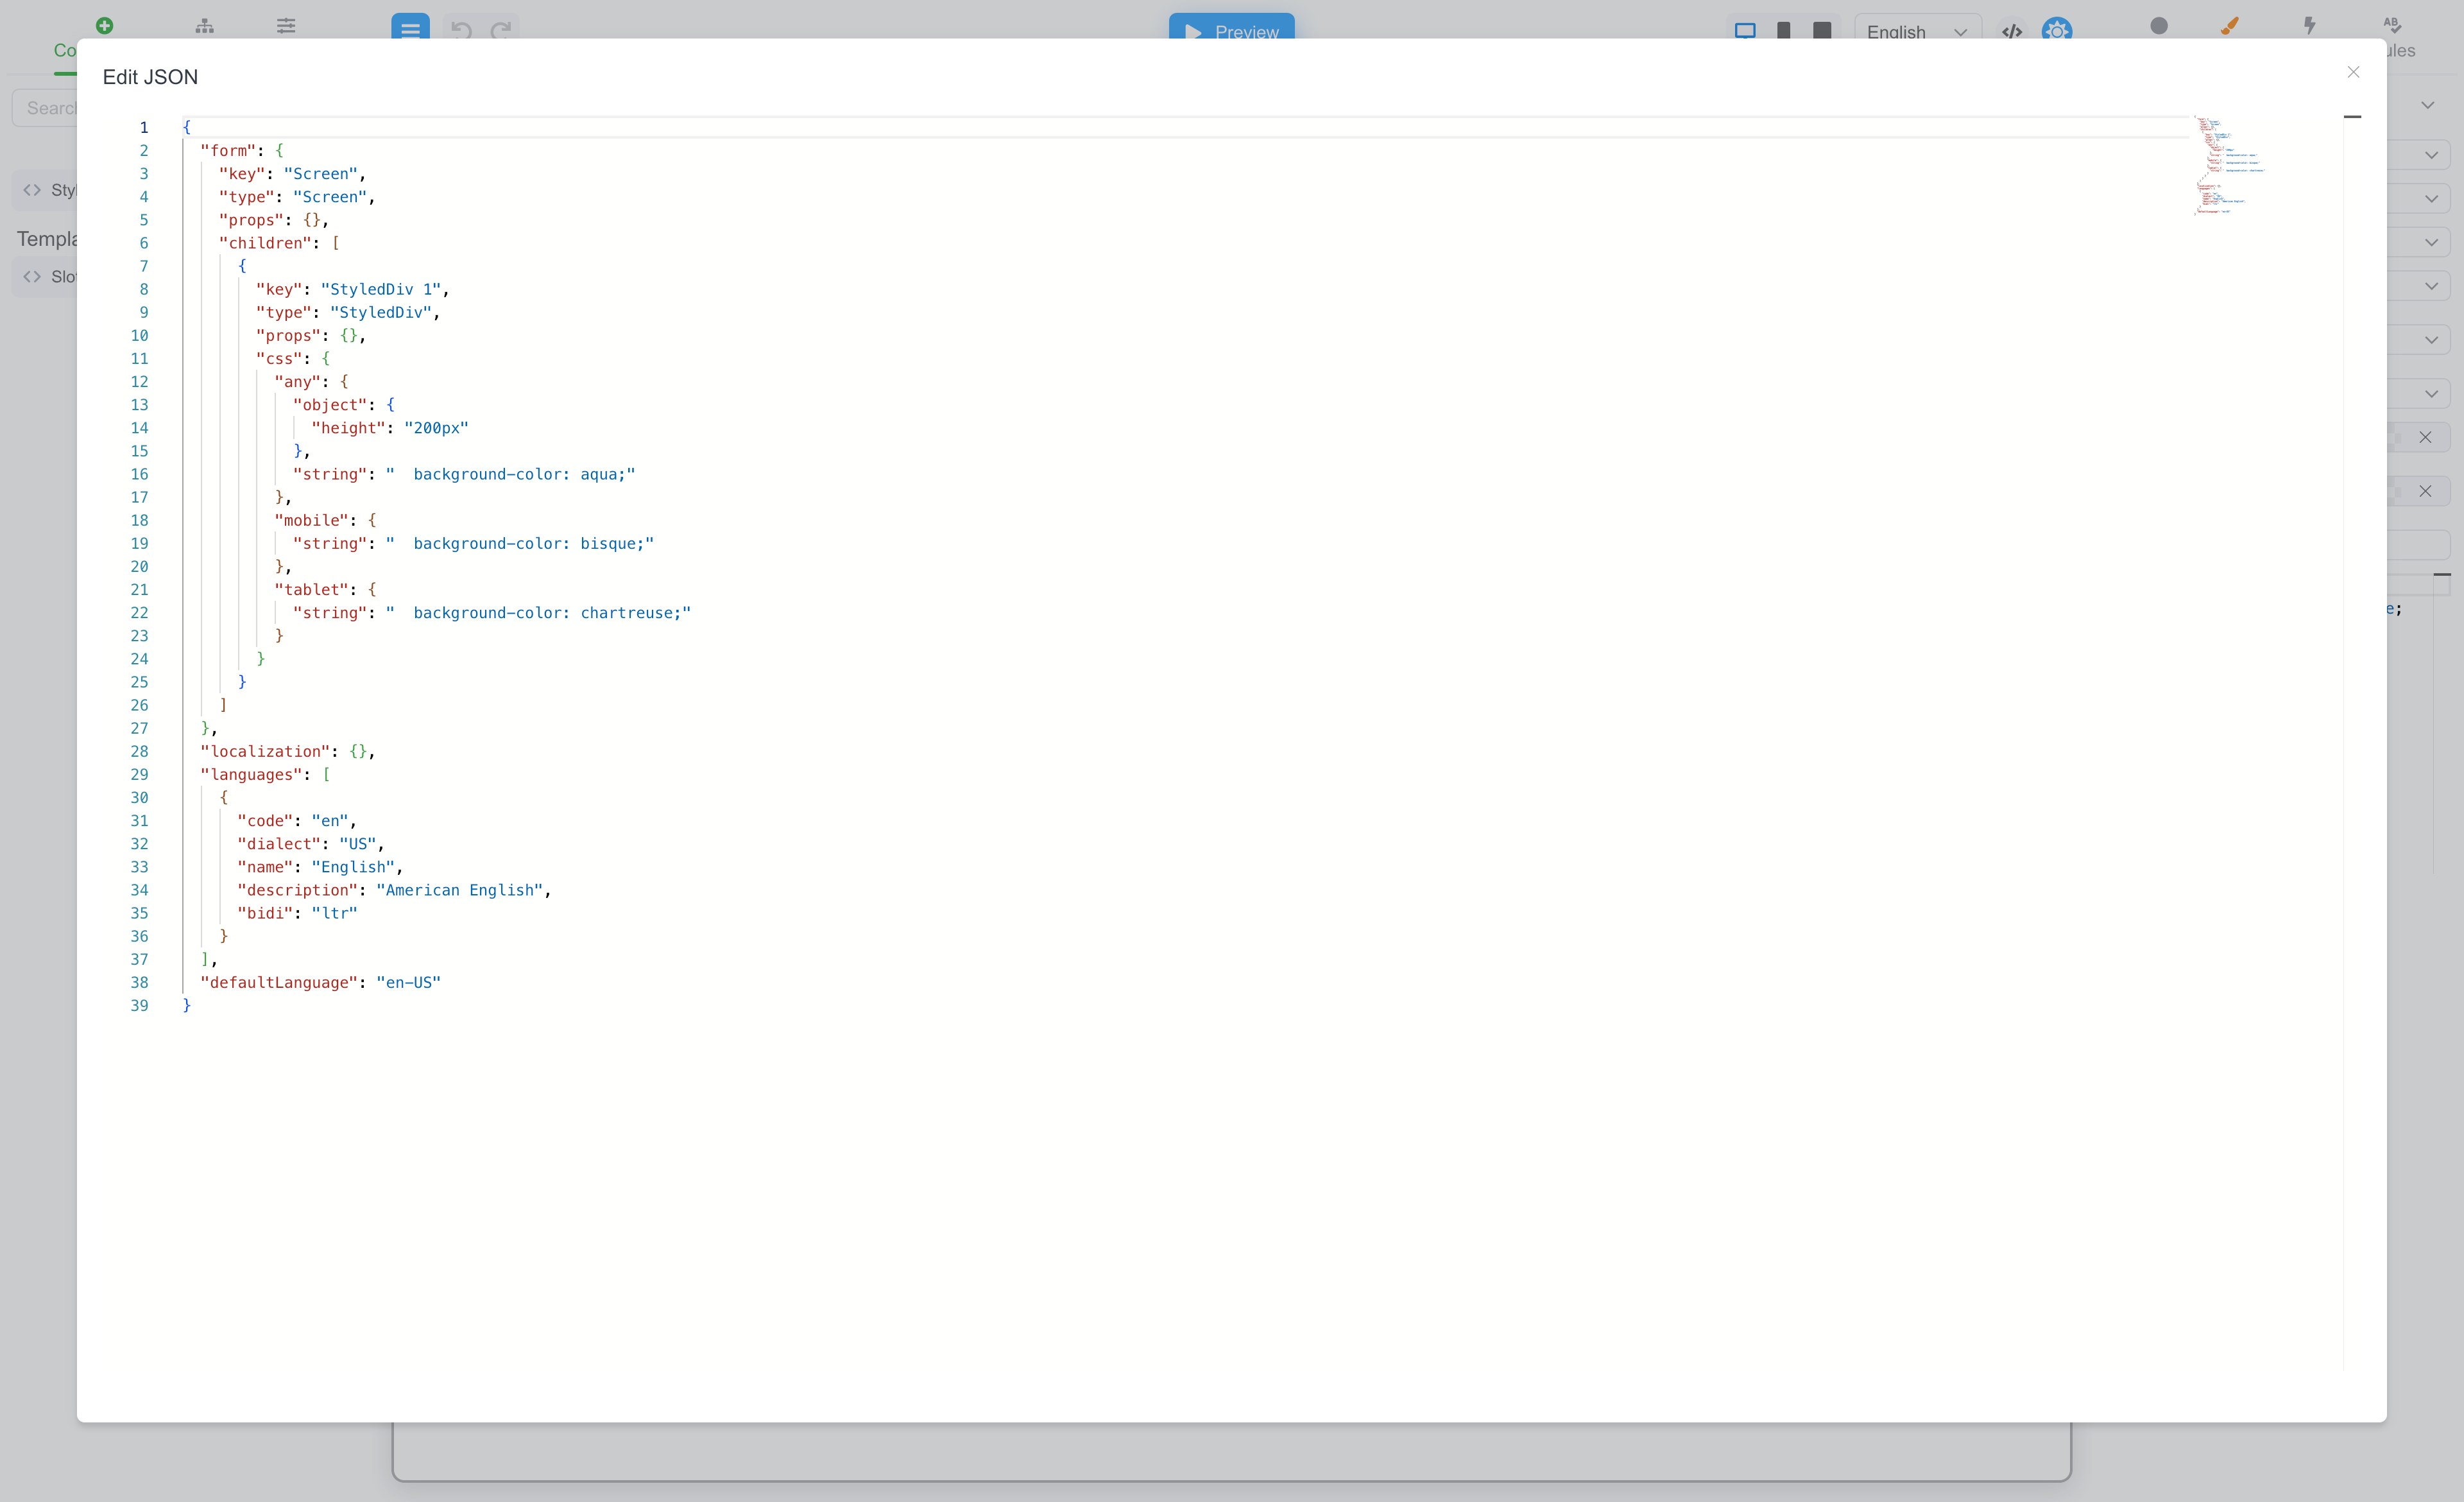 Preview
English
Edit JSON
1 {
2 "form": {
3 "key": "Screen",
4 "type": "Screen",
5 "props": {},
6 "children": [
7 {
8 "key": "StyledDiv 1",
9 "type": "StyledDiv",
10 "props": {},
11 "css": {
12 "any": {
13 "object": {
14 "height": "200px"
15 },
16 "string": "  background-color: aqua;"
17 },
18 "mobile": {
19 "string": "  background-color: bisque;"
20 },
21 "tablet": {
22 "string": "  background-color: chartreuse;"
23 }
24 }
25 }
26 ]
27 },
28 "localization": {},
29 "languages": [
30 {
31 "code": "en",
32 "dialect": "US",
33 "name": "English",
34 "description": "American English",
35 "bidi": "ltr"
36 }
37 ],
38 "defaultLanguage": "en-US"
39 }